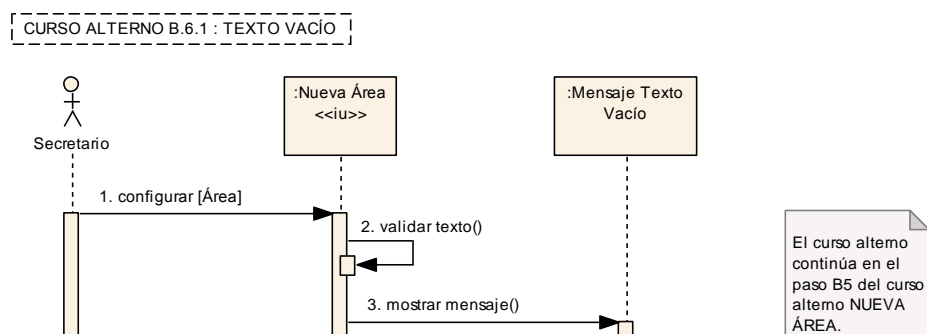 CURSO ALTERNO B.6.1 : TEXTO VACÍO
:Nueva Área
<<iu>>
:Mensaje Texto
Vacío
Secretario
1. configurar [Área]
2. validar texto()
3. mostrar mensaje()
El curso alterno
continúa en el
paso B5 del curso
alterno NUEVA
ÁREA.